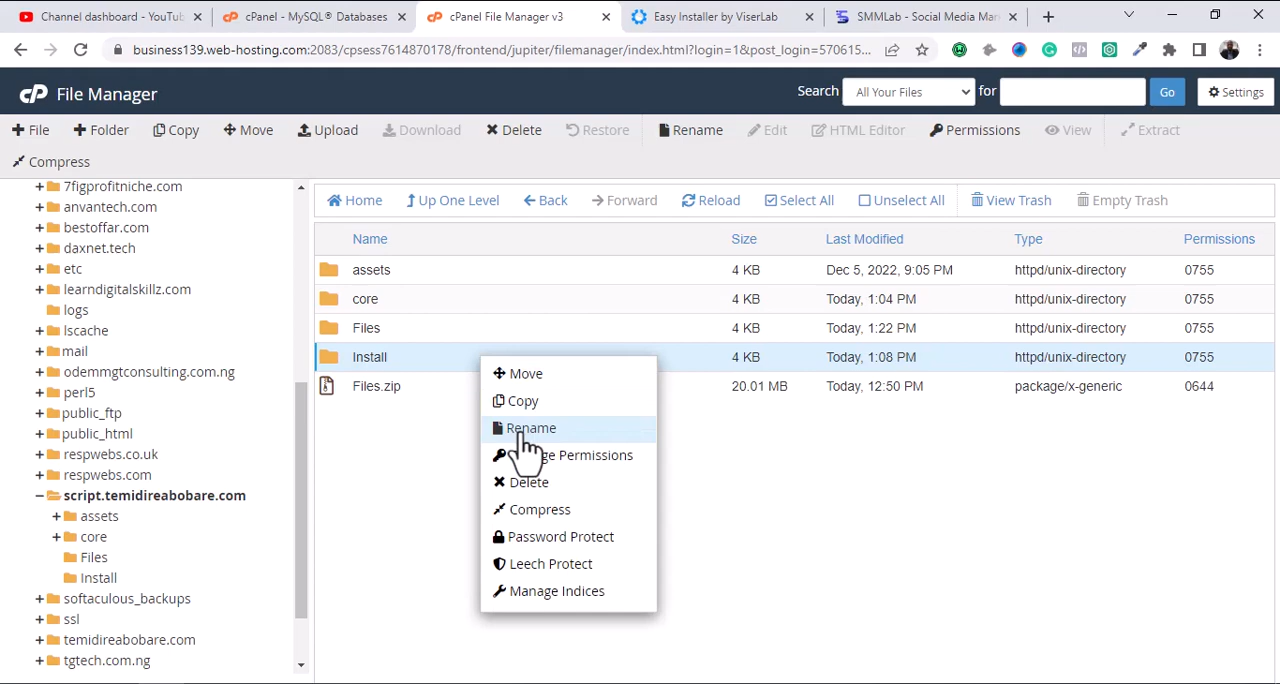 Channel dashboard - YouTu
cPanel - MySQL® Databases
cPanel File Manager v3
Easy Installer by ViserLab
SMMLab - Social Media Mar
business139.web-hosting.com:2083/cpsess7614870178/frontend/jupiter/filemanager/index.html?login=1&post_login=570615...
cP File Manager
Search All Your Files for Go Settings
File Folder Copy Move Upload Download Delete Restore Rename Edit HTML Editor Permissions View Extract
Compress
Home Up One Level Back Forward Reload Select All Unselect All View Trash Empty Trash
7figprofitniche.com
anvantech.com
bestoffar.com
daxnet.tech
etc
learndigitalskillz.com
logs
lscache
mail
odemmgtconsulting.com.ng
perl5
public_ftp
public_html
respwebs.co.uk
respwebs.com
script.temidireabobare.com
assets
core
Files
Install
softaculous_backups
ssl
temidireabobare.com
tgtech.com.ng
Name Size Last Modified Type Permissions
assets 4 KB Dec 5, 2022, 9:05 PM httpd/unix-directory 0755
core 4 KB Today, 1:04 PM httpd/unix-directory 0755
Files 4 KB Today, 1:22 PM httpd/unix-directory 0755
Install 4 KB Today, 1:08 PM httpd/unix-directory 0755
Files.zip 20.01 MB Today, 12:50 PM package/x-generic 0644
Move
Copy
Rename
Permissions
Delete
Compress
Password Protect
Leech Protect
Manage Indices